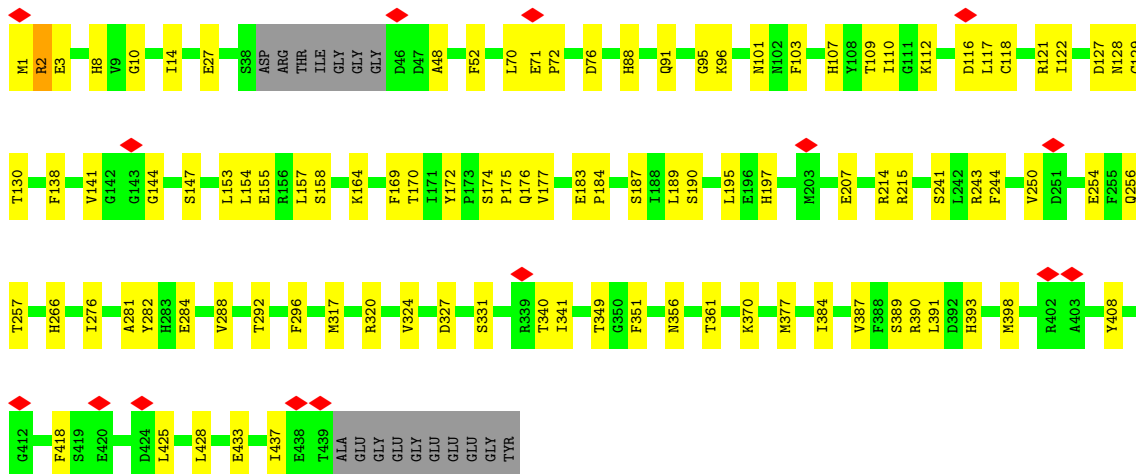 M1 R2 E3 H8 V9 G10 I14 E27 S38 ASP ARG THR ILE GLY GLY GLY D46 D47 A48 F52 L70 E71 P72 D76 H88 Q91 G95 K96 N101 N102 F103 H107 Y108 T109 I110 G111 K112 D116 L117 C118 R121 I122 D127 N128 C129
T130 F138 V141 G142 G143 G144 S147 L153 L154 E155 R156 L157 S158 K164 F169 T170 I171 Y172 P173 S174 P175 Q176 V177 E183 P184 S187 I188 L189 S190 L195 E196 H197 M203 E207 R214 R215 S241 L242 R243 F244 V250 D251 E254 F255 Q256
T257 H266 I276 A281 Y282 H283 E284 V288 T292 F296 M317 R320 V324 D327 S331 R339 T340 I341 T349 G350 F351 N356 T361 K370 M377 I384 V387 F388 S389 R390 L391 D392 H393 M398 R402 A403 Y408
G412 F418 S419 E420 D424 L425 L428 E433 I437 E438 T439 ALA GLU GLY GLU GLY GLU GLU GLU GLY TYR